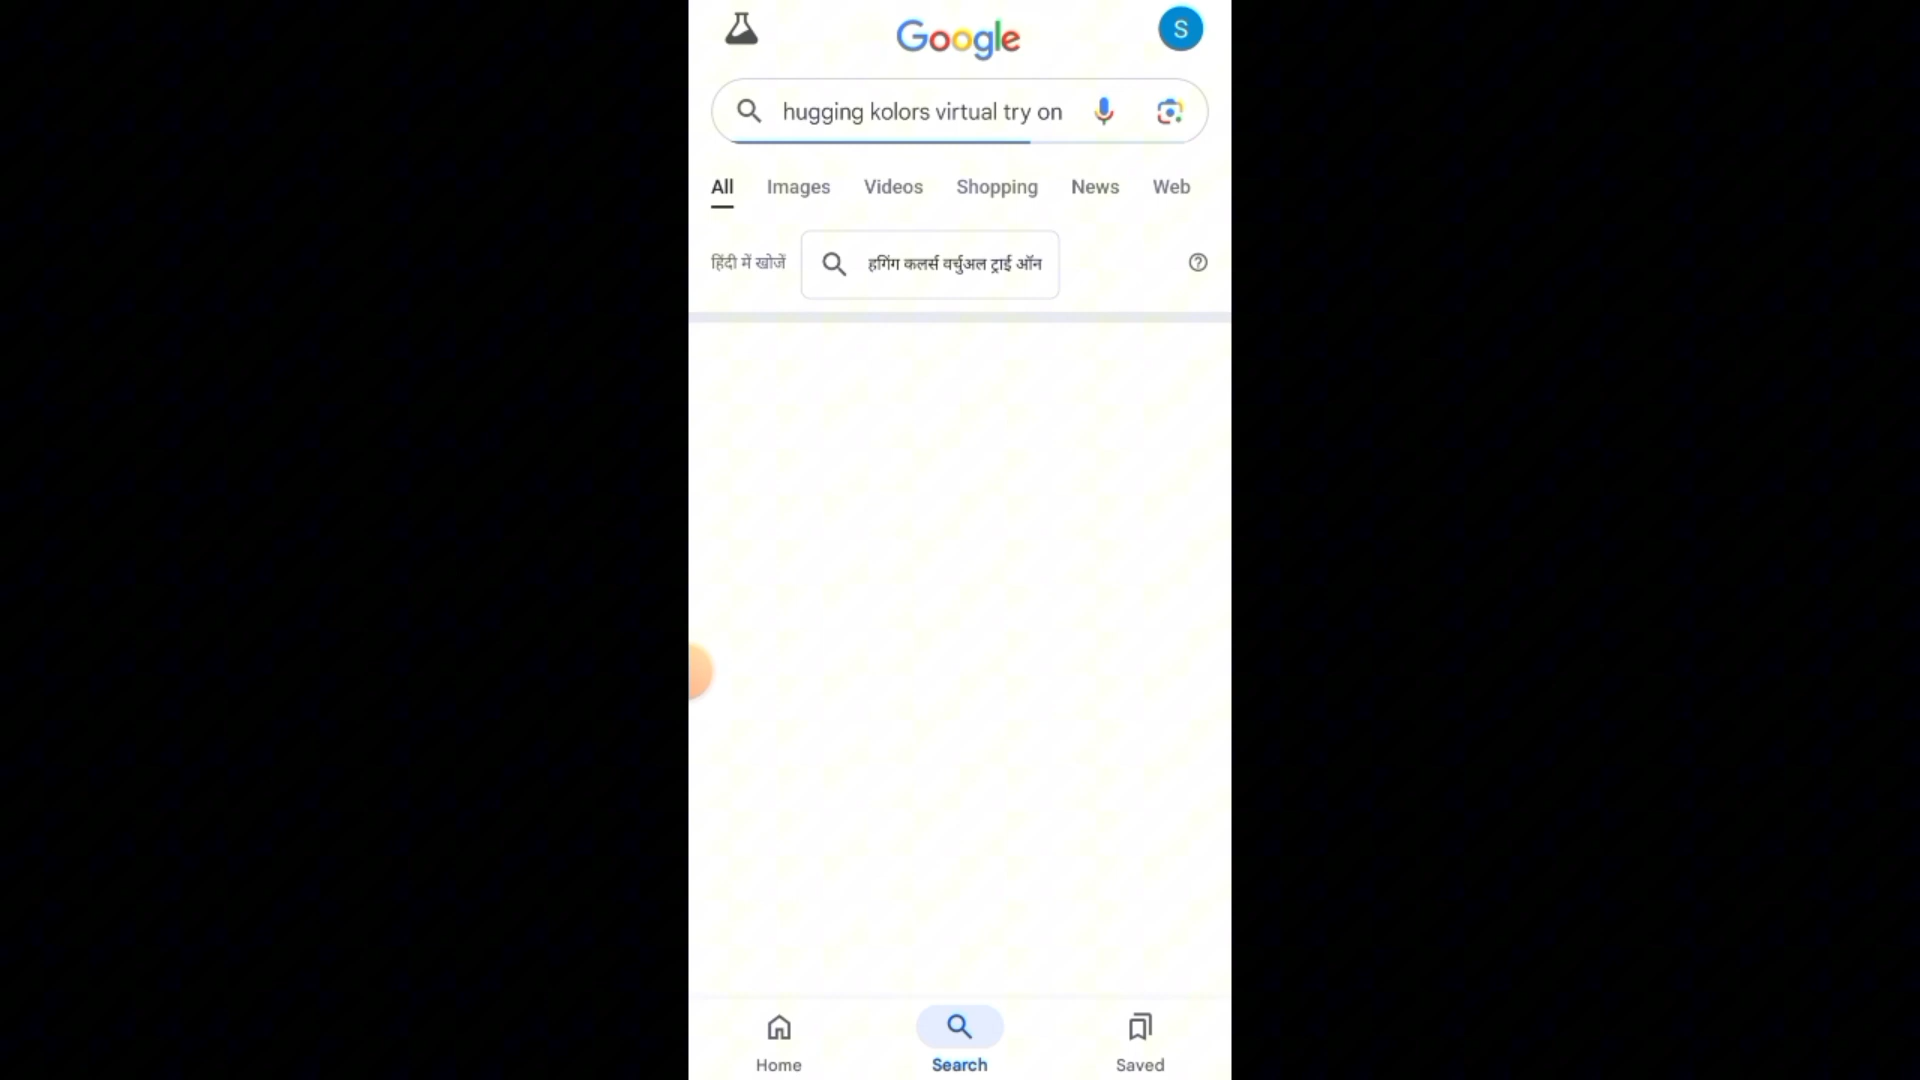 Google
S
hugging kolors virtual try on
All Images Videos Shopping News Web
हिंदी में खोजें हगिंग कलर्स वर्चुअल ट्राई ऑन
Home Search Saved